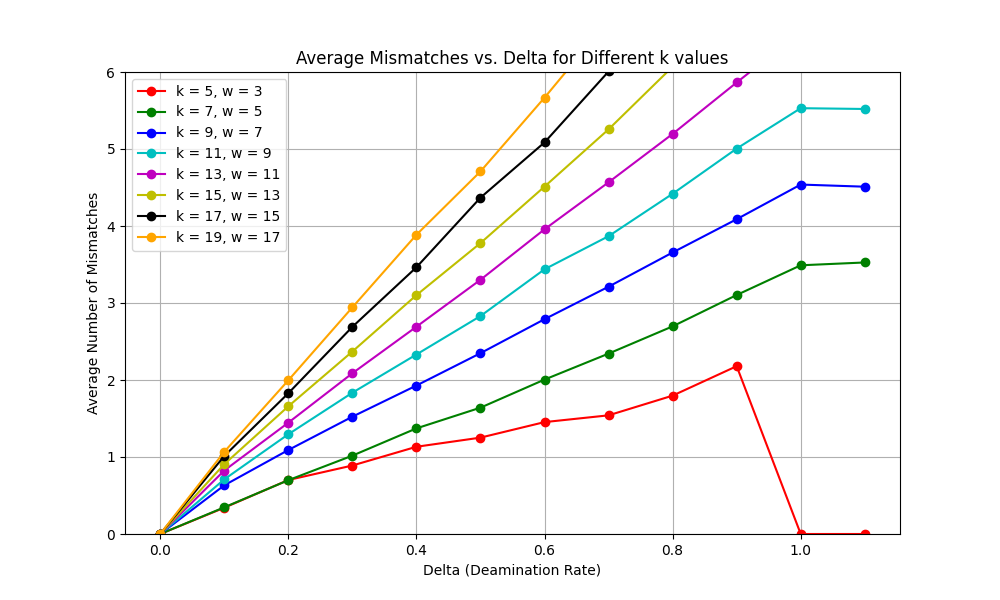 Average Mismatches vs. Delta for Different k values
6
5
4
3
2
1
0
Average Number of Mismatches
k = 5, w = 3
k = 7, w = 5
k = 9, w = 7
k = 11, w = 9
k = 13, w = 11
k = 15, w = 13
k = 17, w = 15
k = 19, w = 17
0.0 0.2 0.4 0.6 0.8 1.0
Delta (Deamination Rate)